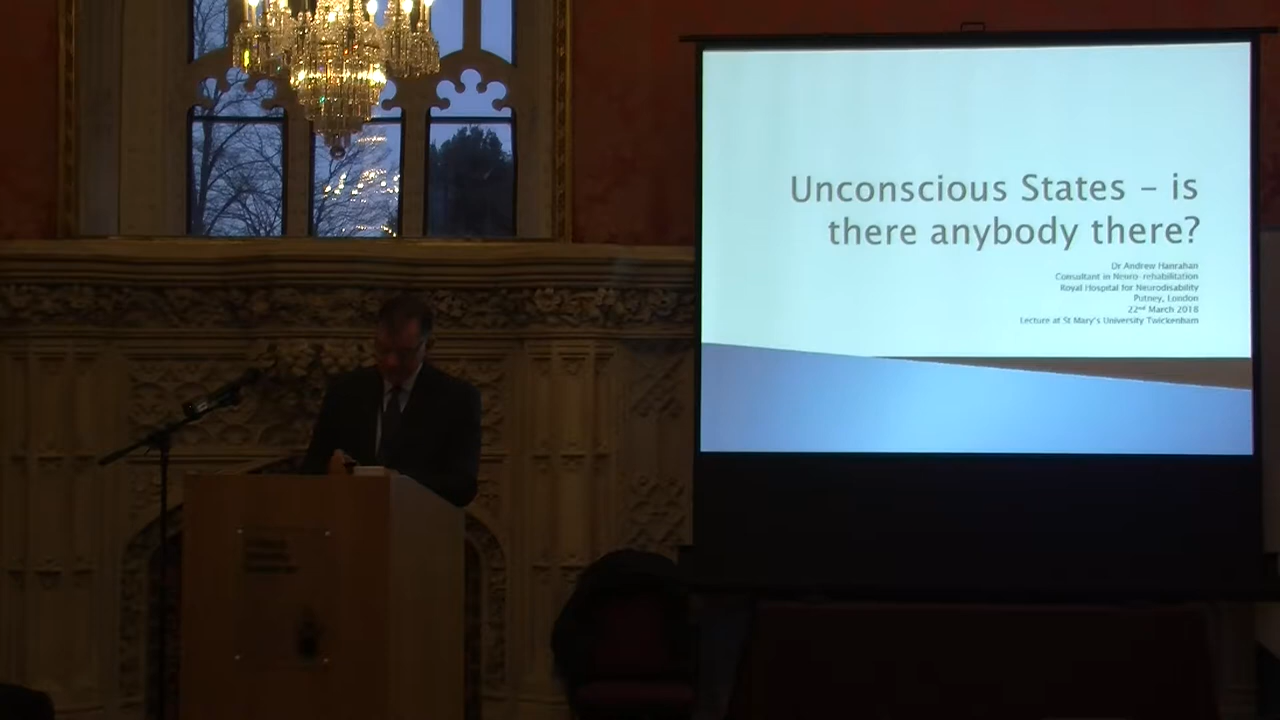 Unconscious States – is
there anybody there?
Dr Andrew Hanrahan
Consultant in Neuro- rehabilitation
Royal Hospital for Neurodisability
Putney, London
22nd March 2018
Lecture at St Mary's University Twickenham